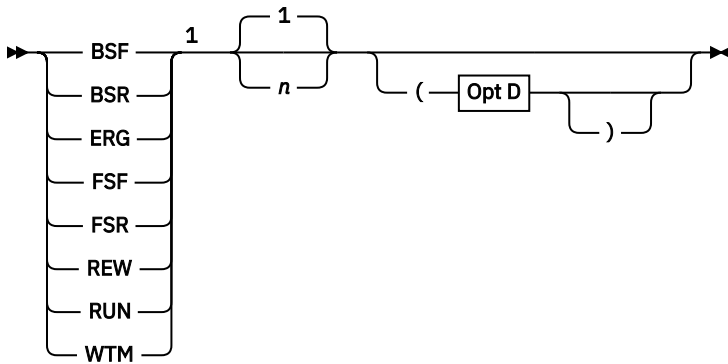 1
BSF 1
n
( Opt D
)
BSR
ERG
FSF
FSR
REW
RUN
WTM